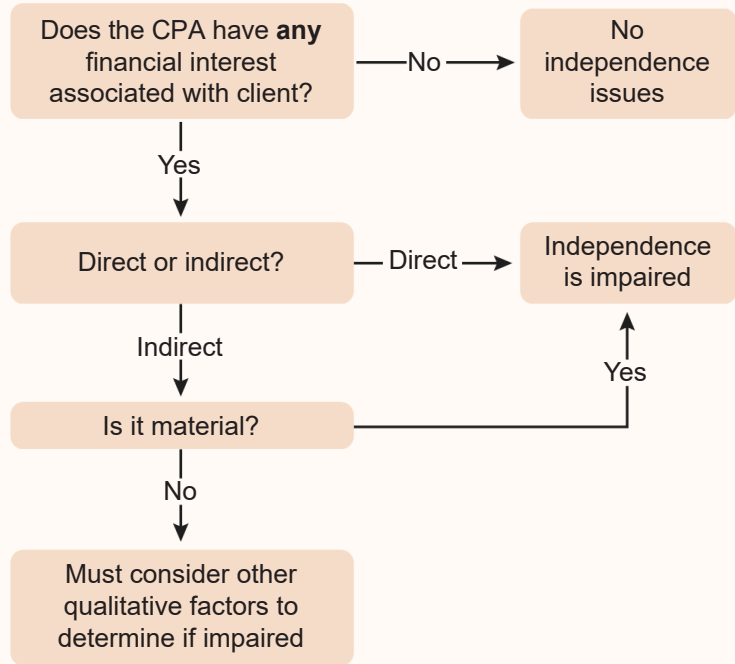 Does the CPA have any
financial interest
associated with client?
No
No
independence
issues
Yes
Direct or indirect?
Direct
Independence
is impaired
Indirect
Yes
Is it material?
No
Must consider other
qualitative factors to
determine if impaired